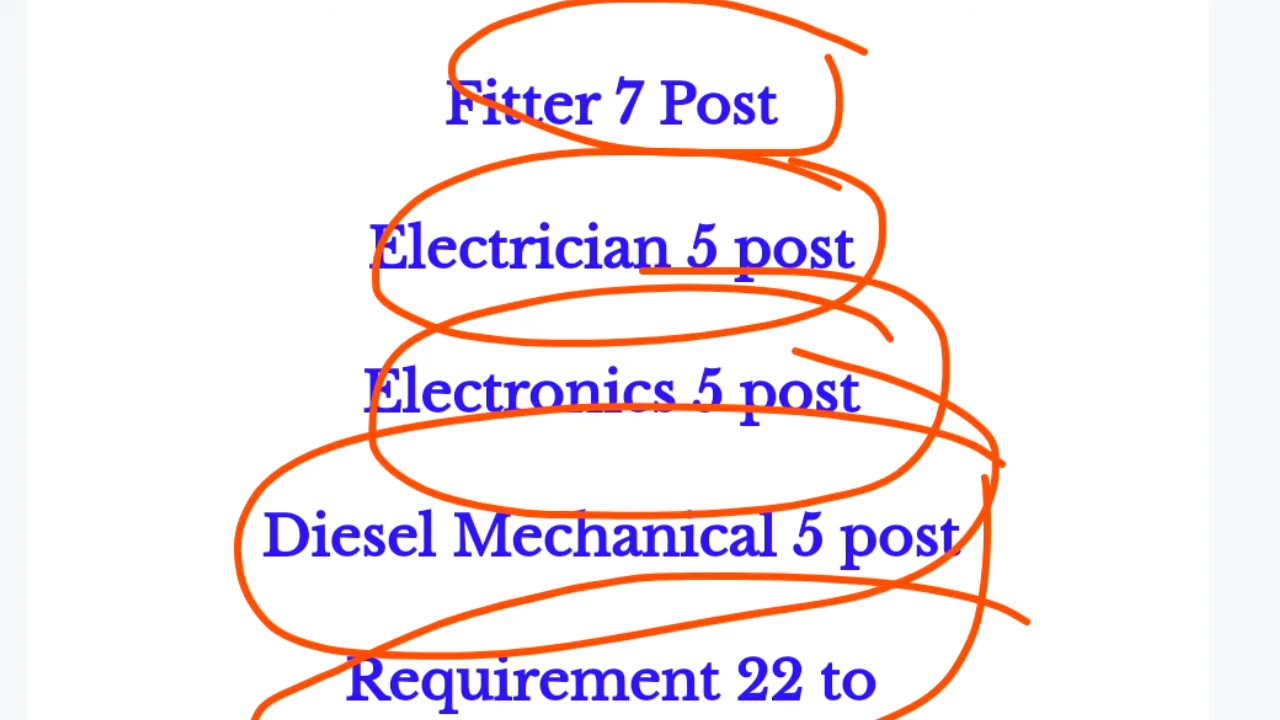 Fitter 7 Post
Electrician 5 post
Electronics 5 post
Diesel Mechanical 5 post
Requirement 22 to